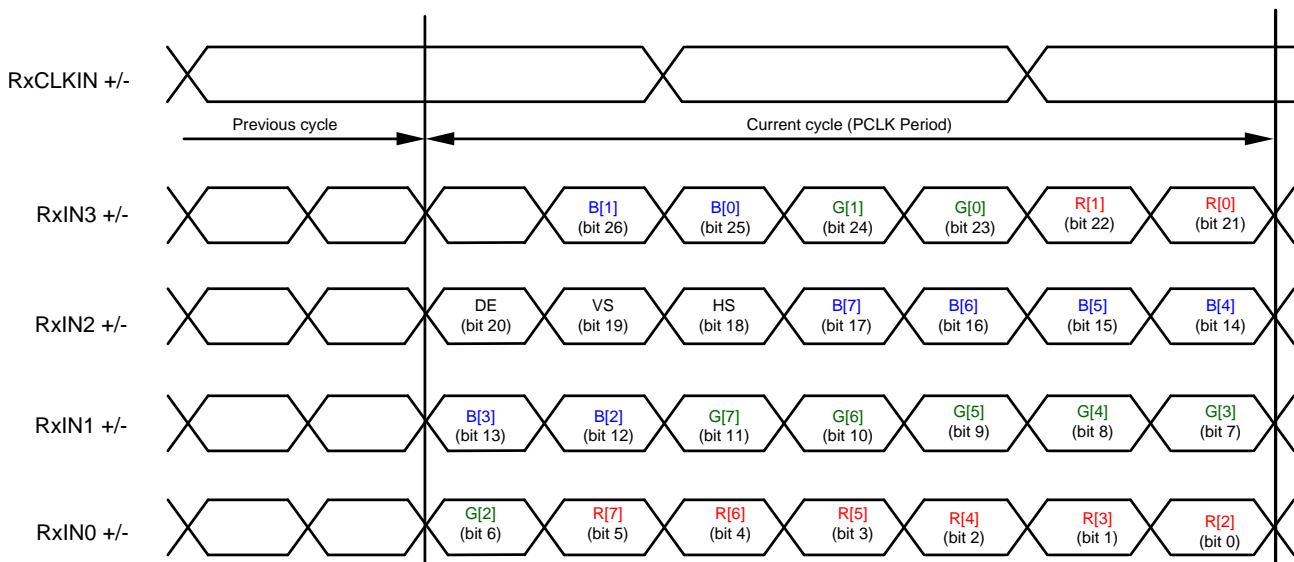 RxCLKIN +/-
Previous cycle
Current cycle (PCLK Period)
RxIN3 +/-
B[1] B[0] G[1] G[0] R[1] R[0]
(bit 26) (bit 25) (bit 24) (bit 23) (bit 22) (bit 21)
RxIN2 +/-
DE VS HS B[7] B[6] B[5] B[4]
(bit 20) (bit 19) (bit 18) (bit 17) (bit 16) (bit 15) (bit 14)
RxIN1 +/-
B[3] B[2] G[7] G[6] G[5] G[4] G[3]
(bit 13) (bit 12) (bit 11) (bit 10) (bit 9) (bit 8) (bit 7)
RxIN0 +/-
G[2] R[7] R[6] R[5] R[4] R[3] R[2]
(bit 6) (bit 5) (bit 4) (bit 3) (bit 2) (bit 1) (bit 0)